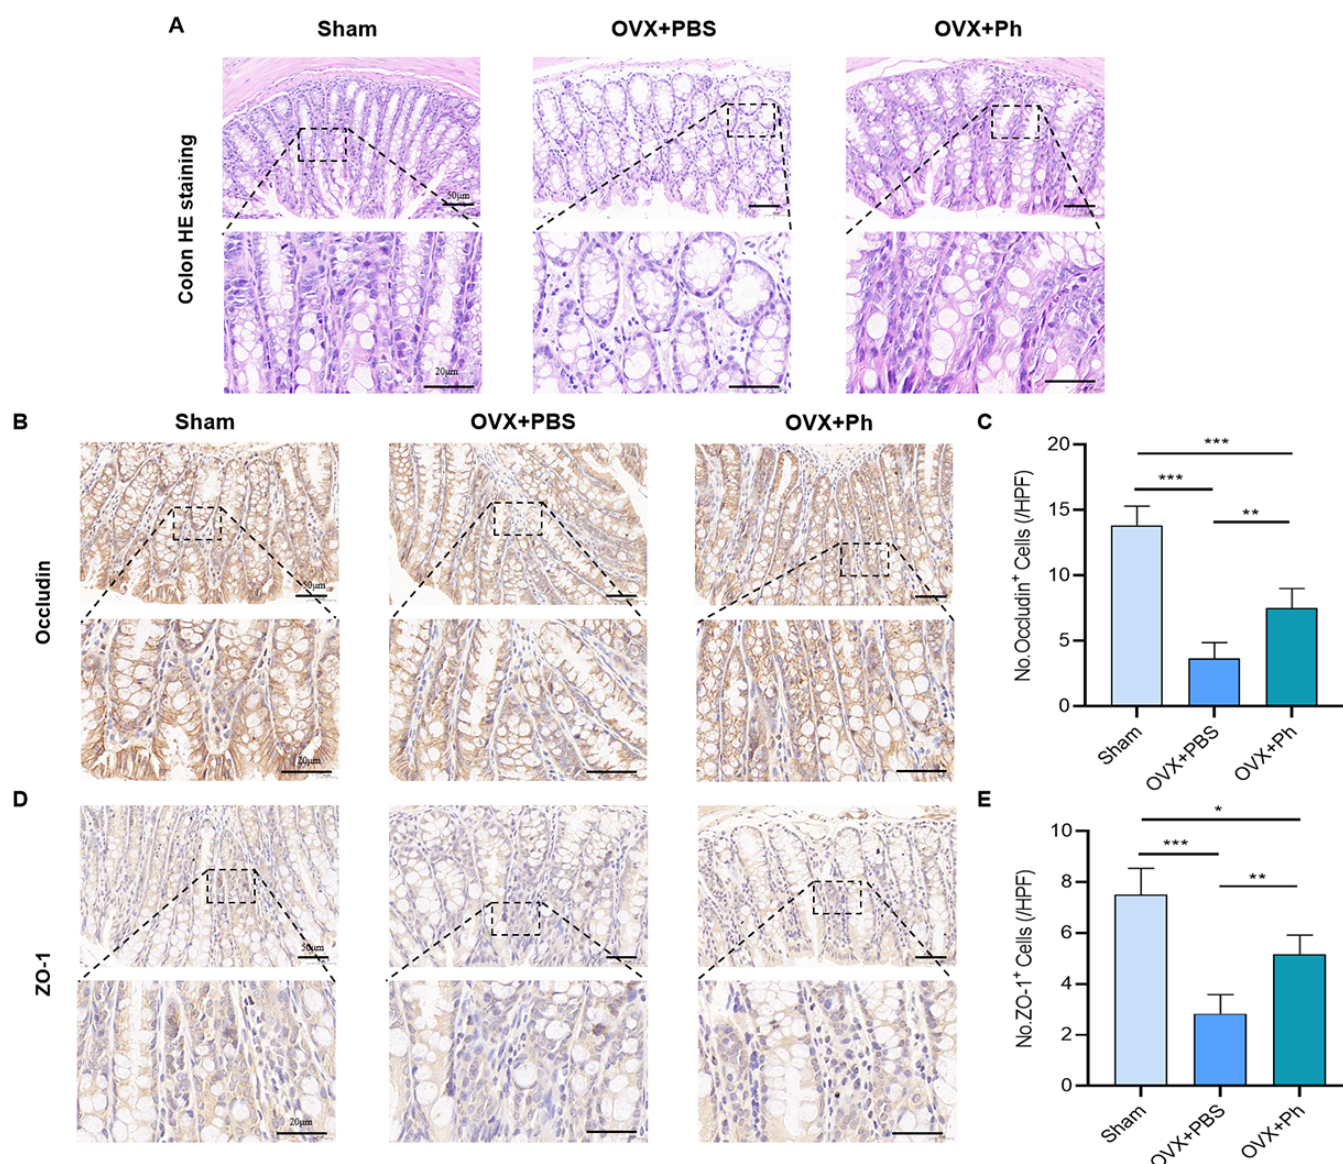 A
Sham
OVX+PBS
OVX+Ph
Colon HE staining
50μm
20μm
B
Sham
OVX+PBS
OVX+Ph
Occludin
50μm
20μm
C
No.Occludin+ Cells (/HPF)
20
15
10
5
0
***
***
**
Sham
OVX+PBS
OVX+Ph
D
ZO-1
50μm
20μm
E
No.ZO-1+ Cells (/HPF)
10
8
6
4
2
0
*
***
**
Sham
OVX+PBS
OVX+Ph